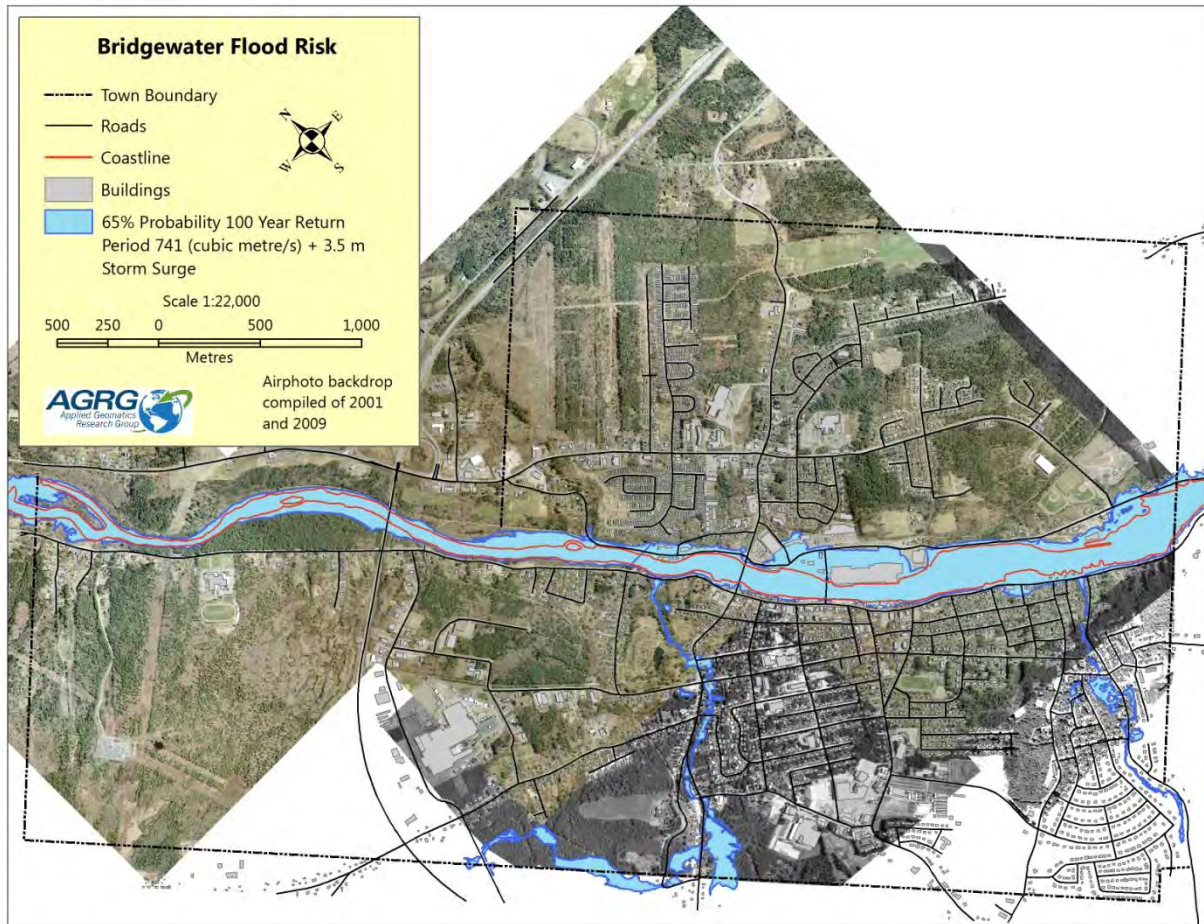 Bridgewater Flood Risk
Town Boundary
Roads
Coastline
Buildings
65% Probability 100 Year Return
Period 741 (cubic metre/s) + 3.5 m
Storm Surge
N
E
W
S
Scale 1:22,000
500 250 0 500 1,000
Metres
AGRG
Applied Geomatics
Research Group
Airphoto backdrop
compiled of 2001
and 2009